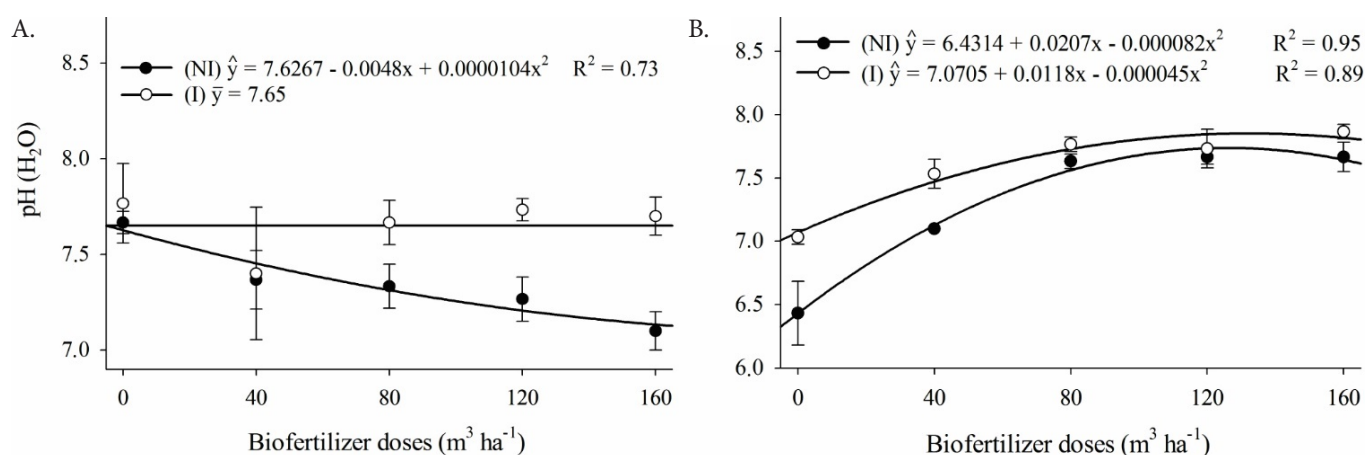 A.
(NI) ŷ = 7.6267 - 0.0048x + 0.0000104x² R² = 0.73
(I) ȳ = 7.65
pH (H₂O)
8.5
8.0
7.5
7.0
0 40 80 120 160
Biofertilizer doses (m³ ha⁻¹)
B.
(NI) ŷ = 6.4314 + 0.0207x - 0.000082x² R² = 0.95
(I) ŷ = 7.0705 + 0.0118x - 0.000045x² R² = 0.89
8.5
8.0
7.5
7.0
6.5
6.0
0 40 80 120 160
Biofertilizer doses (m³ ha⁻¹)